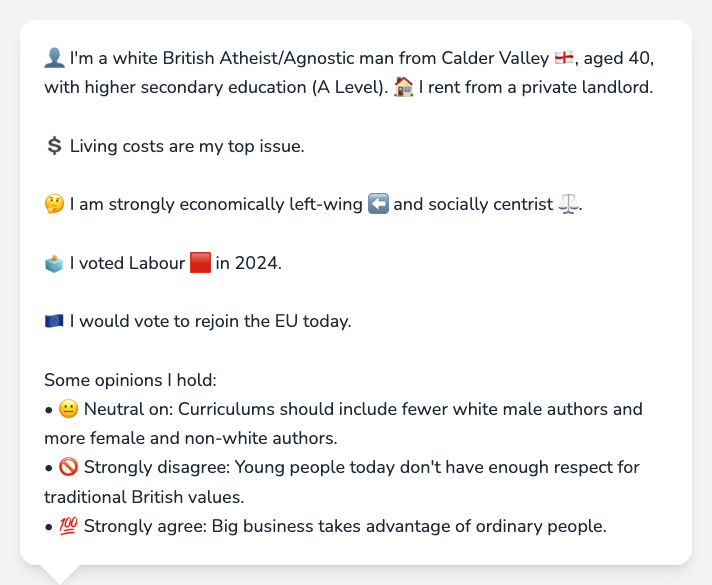 👤 I'm a white British Atheist/Agnostic man from Calder Valley 🏴󠁧󠁢󠁥󠁮󠁧󠁿, aged 40,
with higher secondary education (A Level). 🏠 I rent from a private landlord.
💲 Living costs are my top issue.
🤔 I am strongly economically left-wing ⬅️ and socially centrist ⚖️.
🗳️ I voted Labour 🟥 in 2024.
🇪🇺 I would vote to rejoin the EU today.
Some opinions I hold:
• 😐 Neutral on: Curriculums should include fewer white male authors and
more female and non-white authors.
• 🚫 Strongly disagree: Young people today don't have enough respect for
traditional British values.
• 💯 Strongly agree: Big business takes advantage of ordinary people.